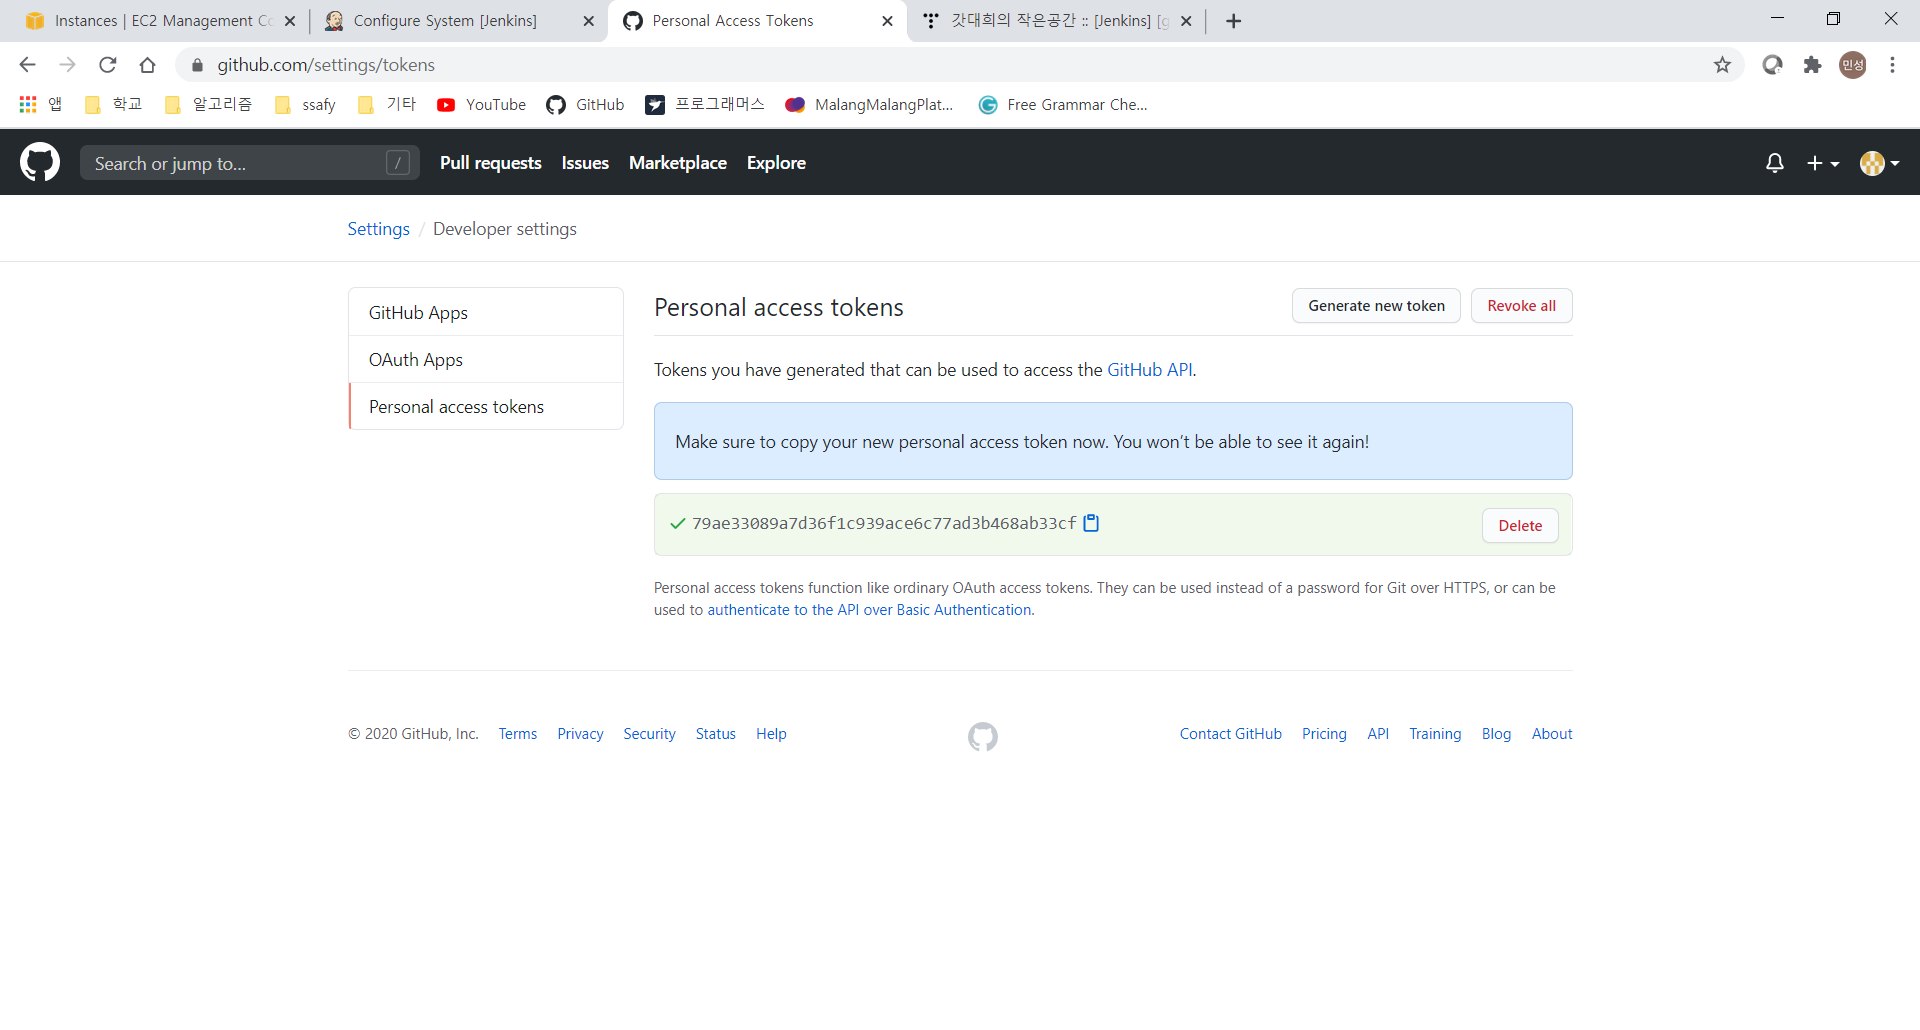 Instances | EC2 Management Co
Configure System [Jenkins]
Personal Access Tokens
갓대희의 작은공간 :: [Jenkins] [g
github.com/settings/tokens
민성
앱
학교
알고리즘
ssafy
기타
YouTube
GitHub
프로그래머스
MalangMalangPlat...
Free Grammar Che...
Search or jump to...
/
Pull requests
Issues
Marketplace
Explore
Settings / Developer settings
GitHub Apps
OAuth Apps
Personal access tokens
Personal access tokens
Generate new token
Revoke all
Tokens you have generated that can be used to access the GitHub API.
Make sure to copy your new personal access token now. You won't be able to see it again!
79ae33089a7d36f1c939ace6c77ad3b468ab33cf
Delete
Personal access tokens function like ordinary OAuth access tokens. They can be used instead of a password for Git over HTTPS, or can be
used to authenticate to the API over Basic Authentication.
© 2020 GitHub, Inc.
Terms
Privacy
Security
Status
Help
Contact GitHub
Pricing
API
Training
Blog
About